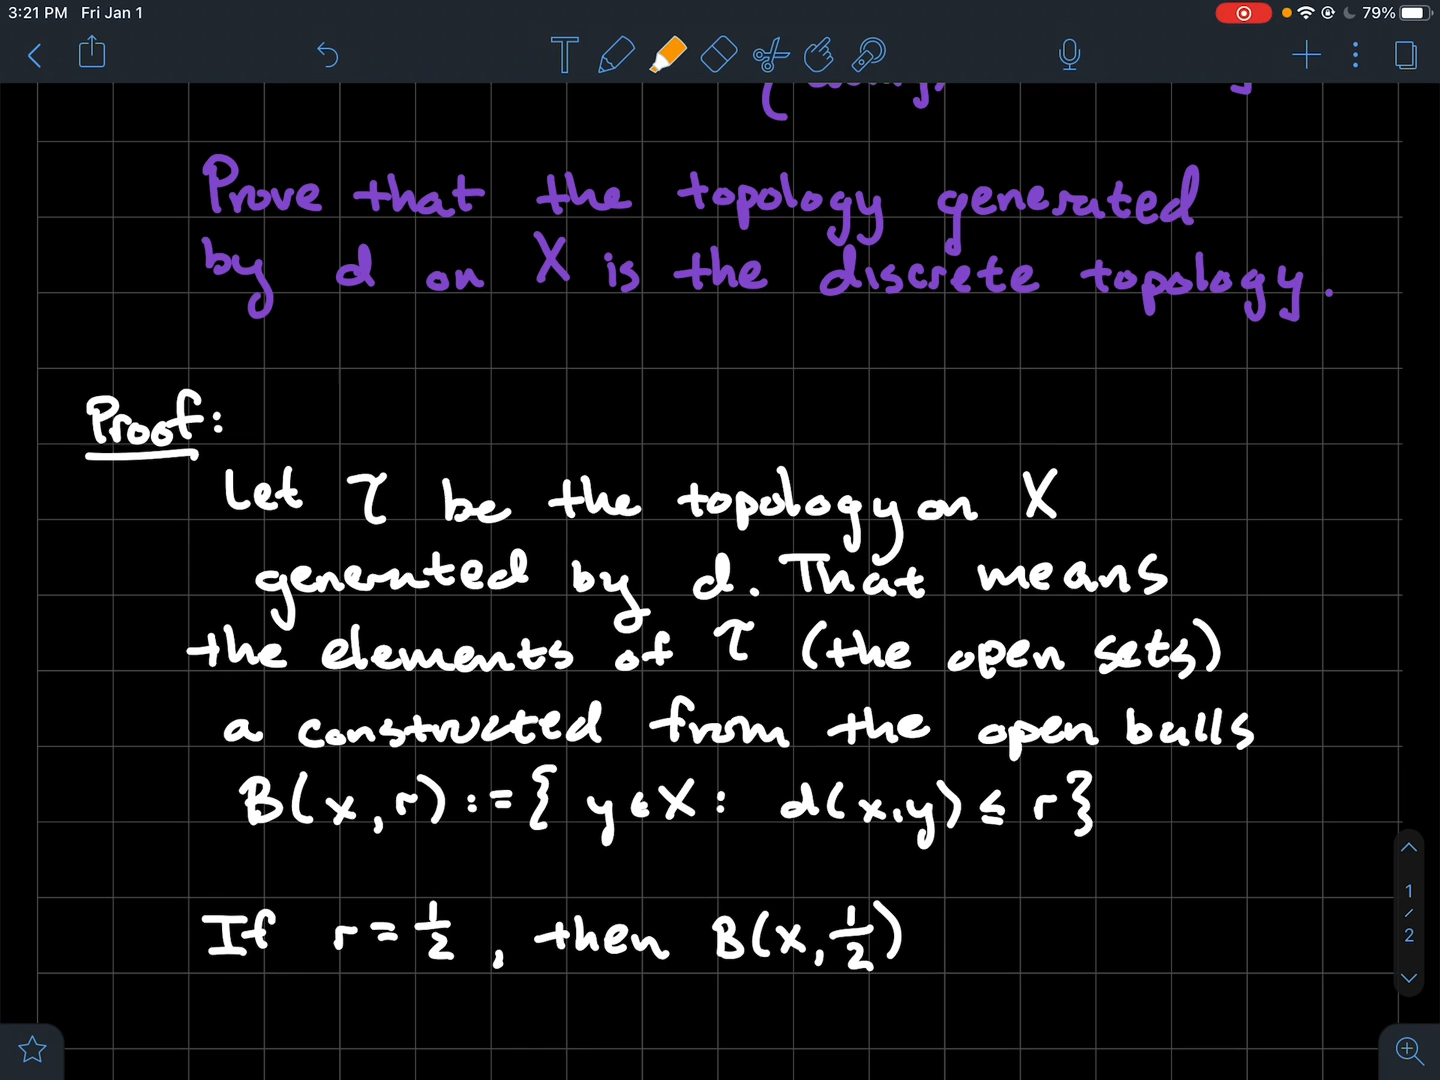 3:21 PM Fri Jan 1
79%
Prove that the topology generated
by d on X is the discrete topology.
Proof:
Let τ be the topology on X
generated by d. That means
the elements of τ (the open sets)
a constructed from the open balls
B(x,r):={ y∈X: d(x,y) ≤ r}
If r=1/2, then B(x,1/2)
1
/
2